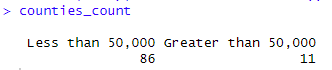 > counties_count
Less than 50,000 Greater than 50,000
86 11